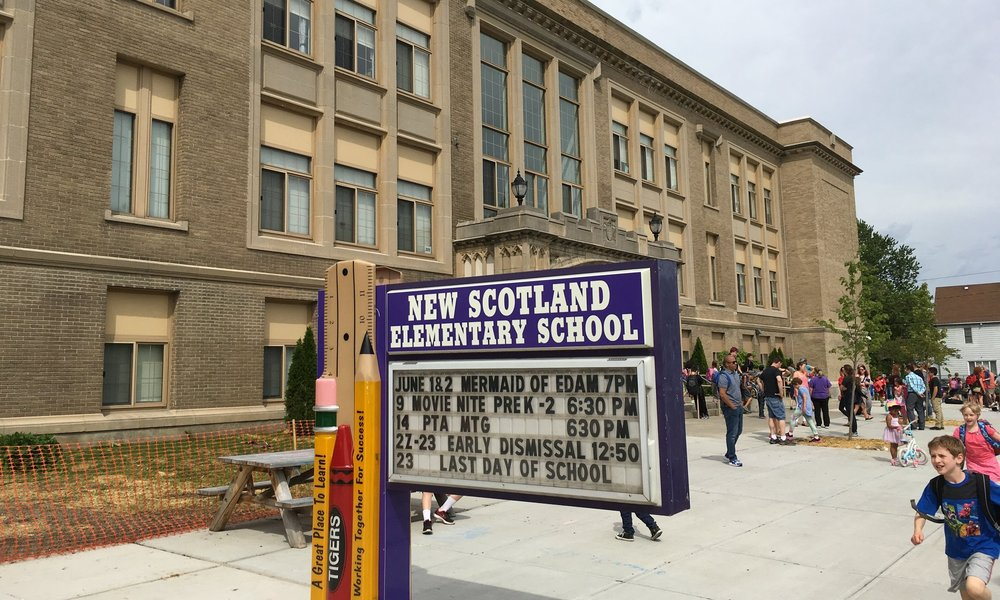 NEW SCOTLAND
ELEMENTARY SCHOOL
JUNE 1&2 MERMAID OF EDAM 7PM
9 MOVIE NITE PREK-2 6:30 PM
14 PTA MTG 630 PM
21-23 EARLY DISMISSAL 12:50
23 LAST DAY OF SCHOOL
A Great Place To Learn!
TIGERS
Working Together For Success!